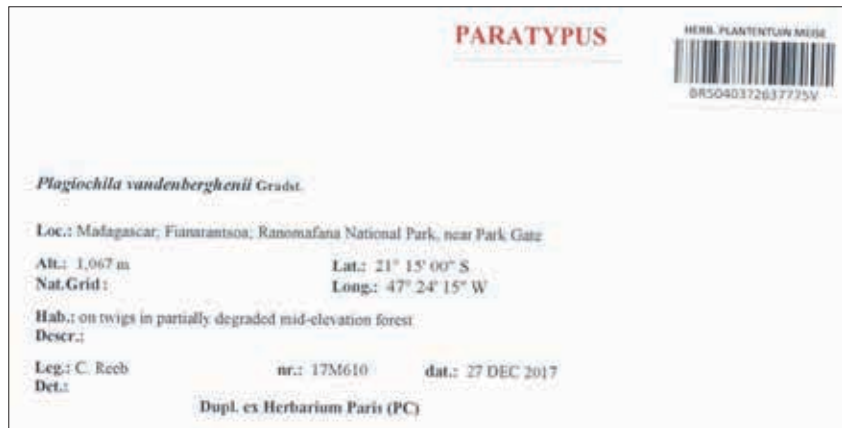 PARATYPUS
HERB. PLANTENTUIN MEISE
BR5040372637775V
Plagiochila vandenberghenii Gradst.
Loc.: Madagascar; Fianarantsoa; Ranomafana National Park, near Park Gate
Alt.: 1,067 m Lat.: 21° 15' 00" S
Nat.Grid : Long.: 47° 24' 15" W
Hab.: on twigs in partially degraded mid-elevation forest
Descr.:
Leg.: C. Reeb nr.: 17M610 dat.: 27 DEC 2017
Det.:
Dupl. ex Herbarium Paris (PC)